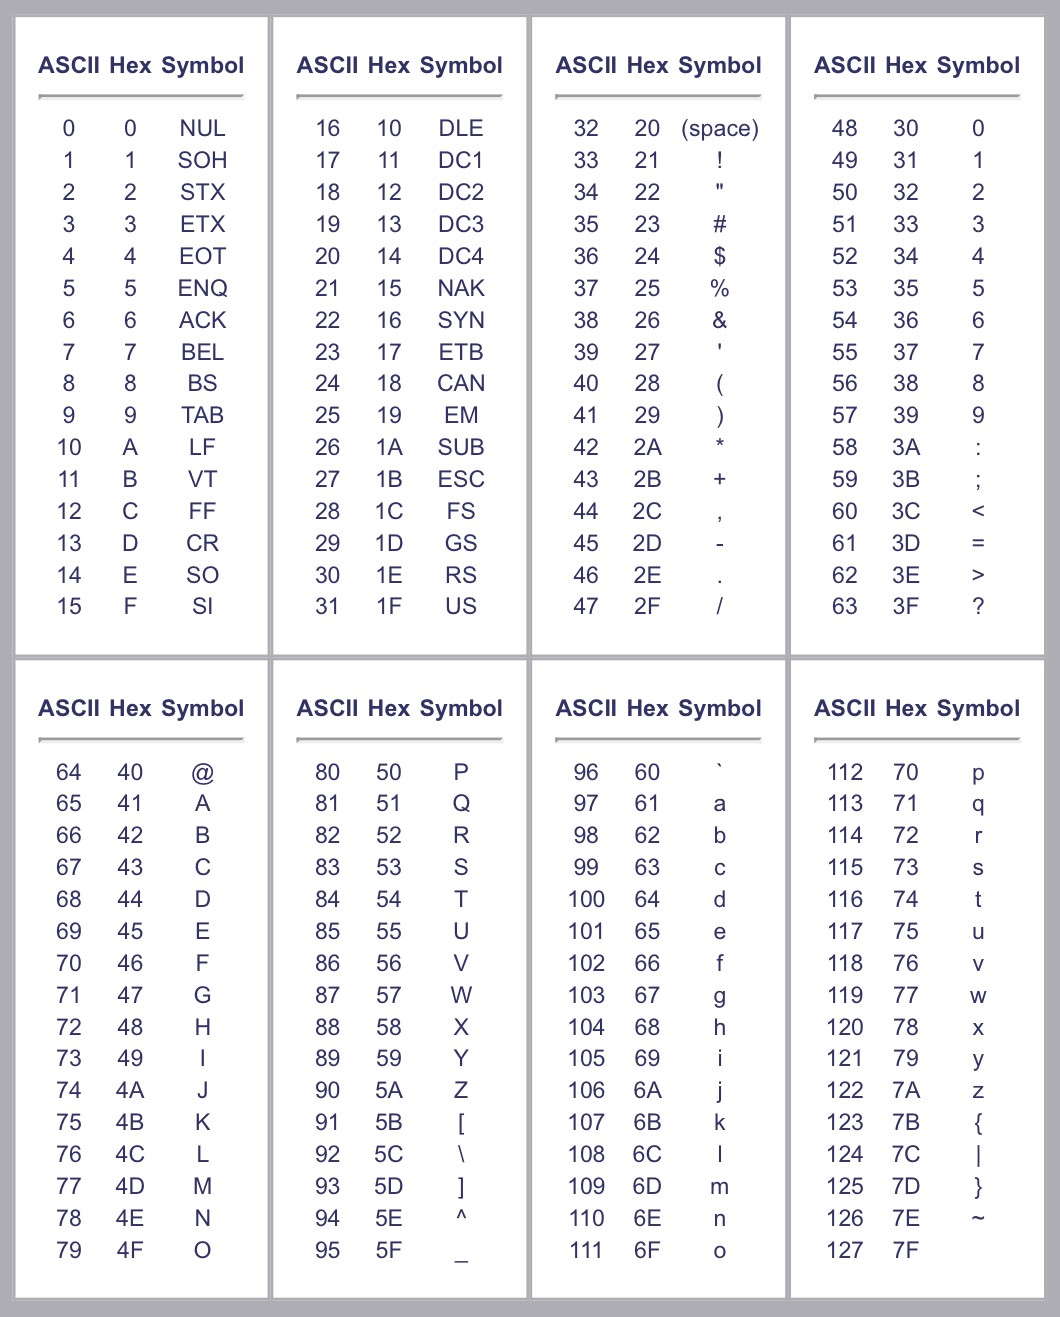 ASCII Hex Symbol
0 0 NUL
1 1 SOH
2 2 STX
3 3 ETX
4 4 EOT
5 5 ENQ
6 6 ACK
7 7 BEL
8 8 BS
9 9 TAB
10 A LF
11 B VT
12 C FF
13 D CR
14 E SO
15 F SI
ASCII Hex Symbol
16 10 DLE
17 11 DC1
18 12 DC2
19 13 DC3
20 14 DC4
21 15 NAK
22 16 SYN
23 17 ETB
24 18 CAN
25 19 EM
26 1A SUB
27 1B ESC
28 1C FS
29 1D GS
30 1E RS
31 1F US
ASCII Hex Symbol
32 20 (space)
33 21 !
34 22 "
35 23 #
36 24 $
37 25 %
38 26 &
39 27 '
40 28 (
41 29 )
42 2A *
43 2B +
44 2C ,
45 2D -
46 2E .
47 2F /
ASCII Hex Symbol
48 30 0
49 31 1
50 32 2
51 33 3
52 34 4
53 35 5
54 36 6
55 37 7
56 38 8
57 39 9
58 3A :
59 3B ;
60 3C <
61 3D =
62 3E >
63 3F ?
ASCII Hex Symbol
64 40 @
65 41 A
66 42 B
67 43 C
68 44 D
69 45 E
70 46 F
71 47 G
72 48 H
73 49 I
74 4A J
75 4B K
76 4C L
77 4D M
78 4E N
79 4F O
ASCII Hex Symbol
80 50 P
81 51 Q
82 52 R
83 53 S
84 54 T
85 55 U
86 56 V
87 57 W
88 58 X
89 59 Y
90 5A Z
91 5B [
92 5C \
93 5D ]
94 5E ^
95 5F _
ASCII Hex Symbol
96 60 `
97 61 a
98 62 b
99 63 c
100 64 d
101 65 e
102 66 f
103 67 g
104 68 h
105 69 i
106 6A j
107 6B k
108 6C l
109 6D m
110 6E n
111 6F o
ASCII Hex Symbol
112 70 p
113 71 q
114 72 r
115 73 s
116 74 t
117 75 u
118 76 v
119 77 w
120 78 x
121 79 y
122 7A z
123 7B {
124 7C |
125 7D }
126 7E ~
127 7F